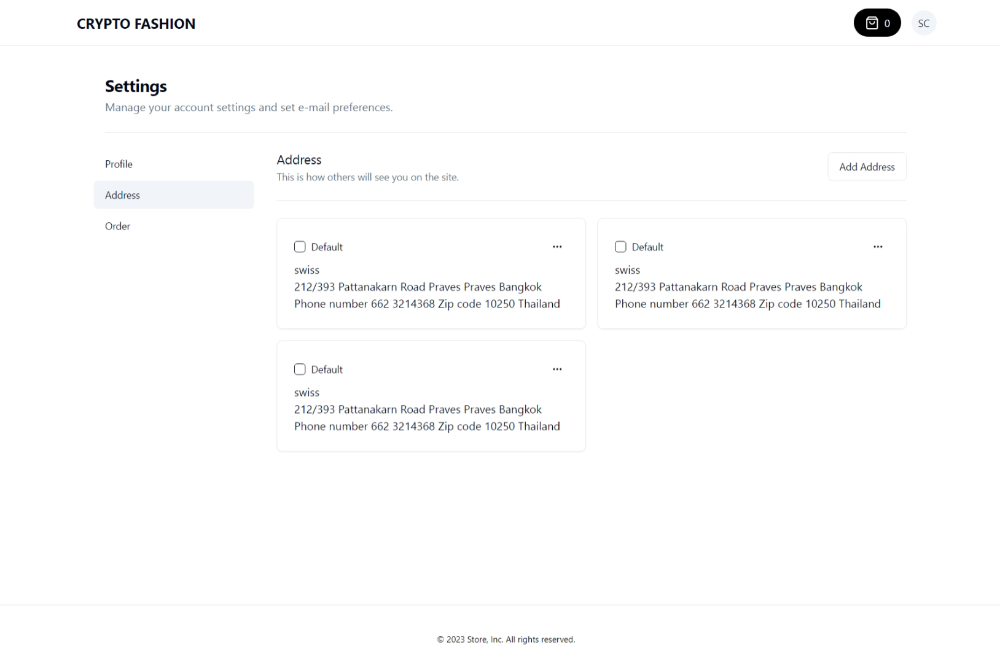 CRYPTO FASHION
0
SC
Settings
Manage your account settings and set e-mail preferences.
Profile
Address
Order
Address
This is how others will see you on the site.
Add Address
Default
swiss
212/393 Pattanakarn Road Praves Praves Bangkok
Phone number 662 3214368 Zip code 10250 Thailand
Default
swiss
212/393 Pattanakarn Road Praves Praves Bangkok
Phone number 662 3214368 Zip code 10250 Thailand
Default
swiss
212/393 Pattanakarn Road Praves Praves Bangkok
Phone number 662 3214368 Zip code 10250 Thailand
© 2023 Store, Inc. All rights reserved.